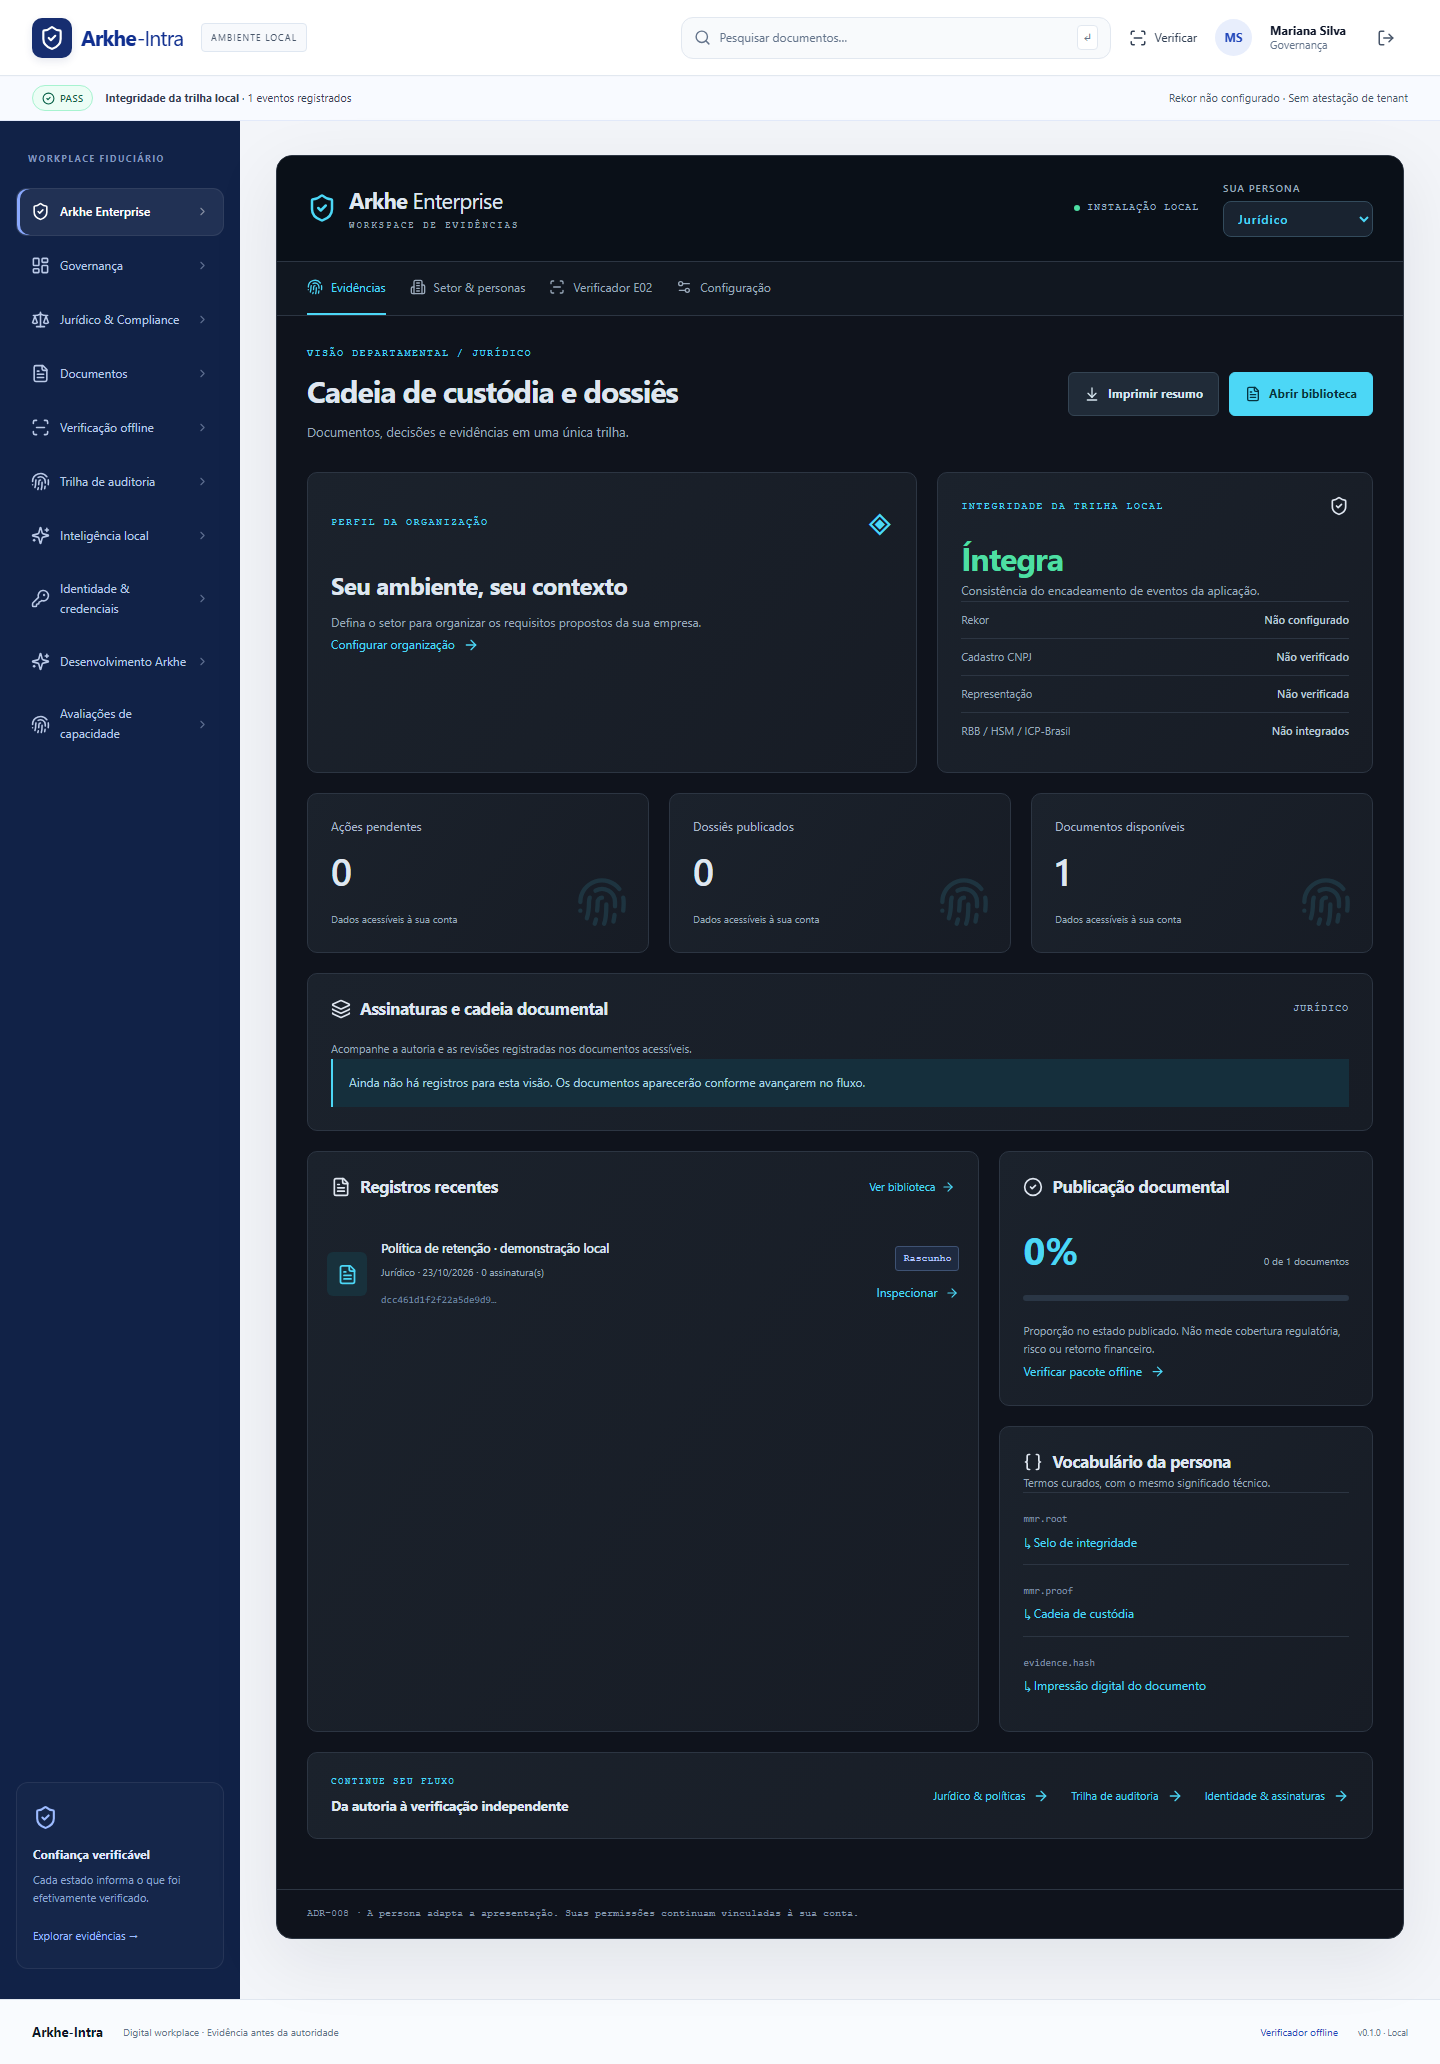 Arkhe-Intra
AMBIENTE LOCAL
Pesquisar documentos...
↵
Verificar
MS
Mariana Silva
Governança
PASS
Integridade da trilha local · 1 eventos registrados
Rekor não configurado · Sem atestação de tenant
WORKPLACE FIDUCIÁRIO
Arkhe Enterprise
Governança
Jurídico & Compliance
Documentos
Verificação offline
Trilha de auditoria
Inteligência local
Identidade &
credenciais
Desenvolvimento Arkhe
Avaliações de
capacidade
Confiança verificável
Cada estado informa o que foi
efetivamente verificado.
Explorar evidências →
Arkhe Enterprise
WORKSPACE DE EVIDÊNCIAS
INSTALAÇÃO LOCAL
SUA PERSONA
Jurídico
Evidências
Setor & personas
Verificador E02
Configuração
VISÃO DEPARTAMENTAL / JURÍDICO
Cadeia de custódia e dossiês
Documentos, decisões e evidências em uma única trilha.
Imprimir resumo
Abrir biblioteca
PERFIL DA ORGANIZAÇÃO
Seu ambiente, seu contexto
Defina o setor para organizar os requisitos propostos da sua empresa.
Configurar organização →
INTEGRIDADE DA TRILHA LOCAL
Íntegra
Consistência do encadeamento de eventos da aplicação.
Rekor Não configurado
Cadastro CNPJ Não verificado
Representação Não verificada
RBB / HSM / ICP-Brasil Não integrados
Ações pendentes
0
Dados acessíveis à sua conta
Dossiês publicados
0
Dados acessíveis à sua conta
Documentos disponíveis
1
Dados acessíveis à sua conta
Assinaturas e cadeia documental
JURÍDICO
Acompanhe a autoria e as revisões registradas nos documentos acessíveis.
Ainda não há registros para esta visão. Os documentos aparecerão conforme avançarem no fluxo.
Registros recentes
Ver biblioteca →
Política de retenção · demonstração local
Jurídico · 23/10/2026 · 0 assinatura(s)
dcc461d1f2f22a5de9d9…
Rascunho
Inspecionar →
Publicação documental
0%
0 de 1 documentos
Proporção no estado publicado. Não mede cobertura regulatória,
risco ou retorno financeiro.
Verificar pacote offline →
Vocabulário da persona
Termos curados, com o mesmo significado técnico.
mmr.root
↳ Selo de integridade
mmr.proof
↳ Cadeia de custódia
evidence.hash
↳ Impressão digital do documento
CONTINUE SEU FLUXO
Da autoria à verificação independente
Jurídico & políticas →
Trilha de auditoria →
Identidade & assinaturas →
ADR-008 · A persona adapta a apresentação. Suas permissões continuam vinculadas à sua conta.
Arkhe-Intra
Digital workplace · Evidência antes da autoridade
Verificador offline
v0.1.0 · Local